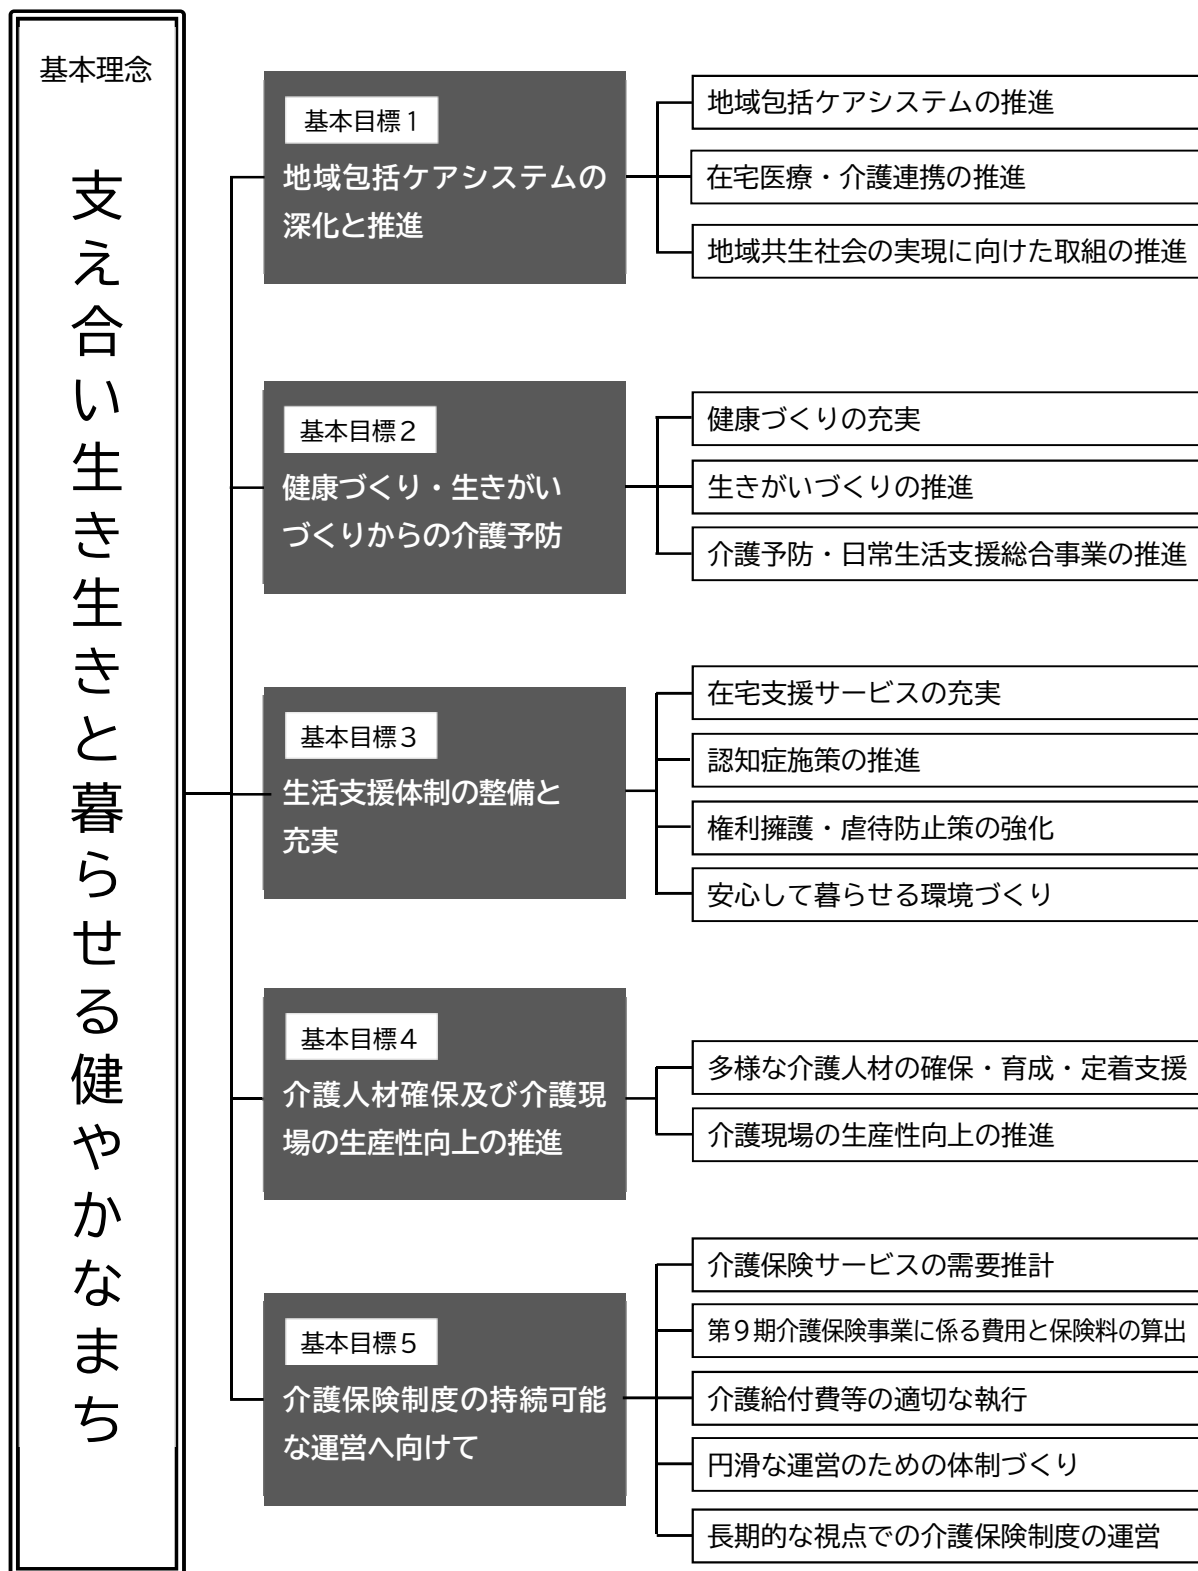 基本理念
支え合い生き生きと暮らせる健やかなまち
基本目標１
地域包括ケアシステムの
深化と推進
地域包括ケアシステムの推進
在宅医療・介護連携の推進
地域共生社会の実現に向けた取組の推進
基本目標２
健康づくり・生きがい
づくりからの介護予防
健康づくりの充実
生きがいづくりの推進
介護予防・日常生活支援総合事業の推進
基本目標３
生活支援体制の整備と
充実
在宅支援サービスの充実
認知症施策の推進
権利擁護・虐待防止策の強化
安心して暮らせる環境づくり
基本目標４
介護人材確保及び介護現
場の生産性向上の推進
多様な介護人材の確保・育成・定着支援
介護現場の生産性向上の推進
基本目標５
介護保険制度の持続可能
な運営へ向けて
介護保険サービスの需要推計
第９期介護保険事業に係る費用と保険料の算出
介護給付費等の適切な執行
円滑な運営のための体制づくり
長期的な視点での介護保険制度の運営